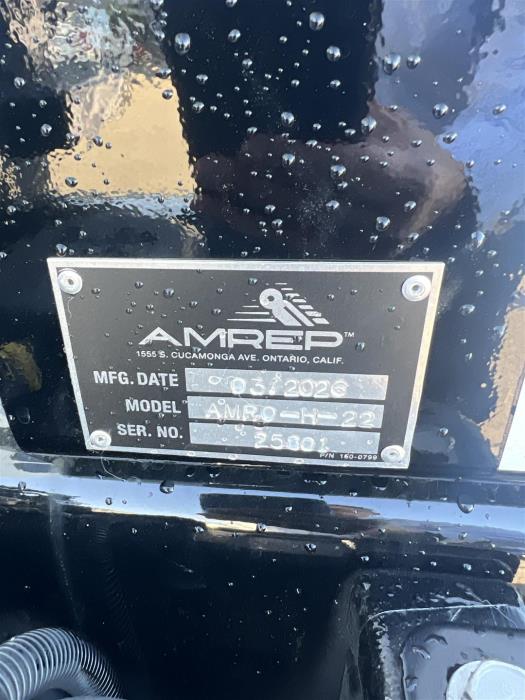 AMREP™
1555 S. CUCAMONGA AVE. ONTARIO, CALIF.
MFG. DATE 03/2026
MODEL AMRO-H-22
SER. NO. 25801
P/N 160-0799